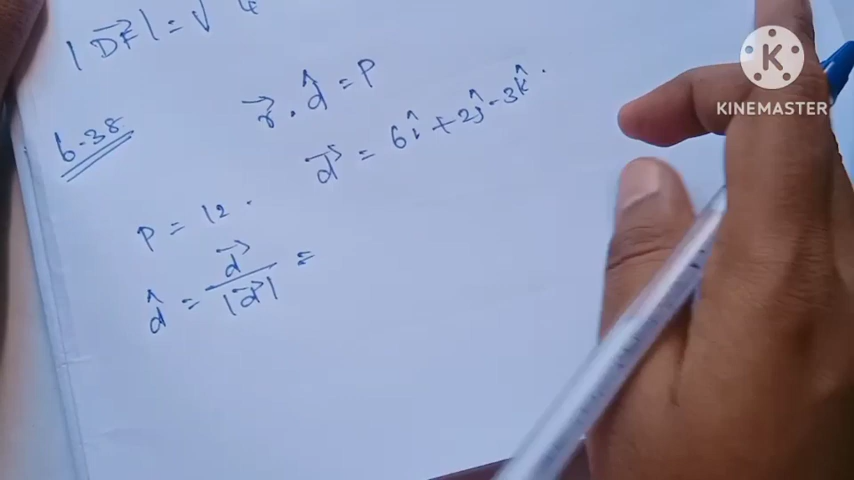 |DF⃗| = √
r⃗ . d̂ = P
6.38
d⃗ = 6î + 2ĵ - 3k̂ .
P = 12 .
d̂ = d⃗ / |d⃗| =
KINEMASTER